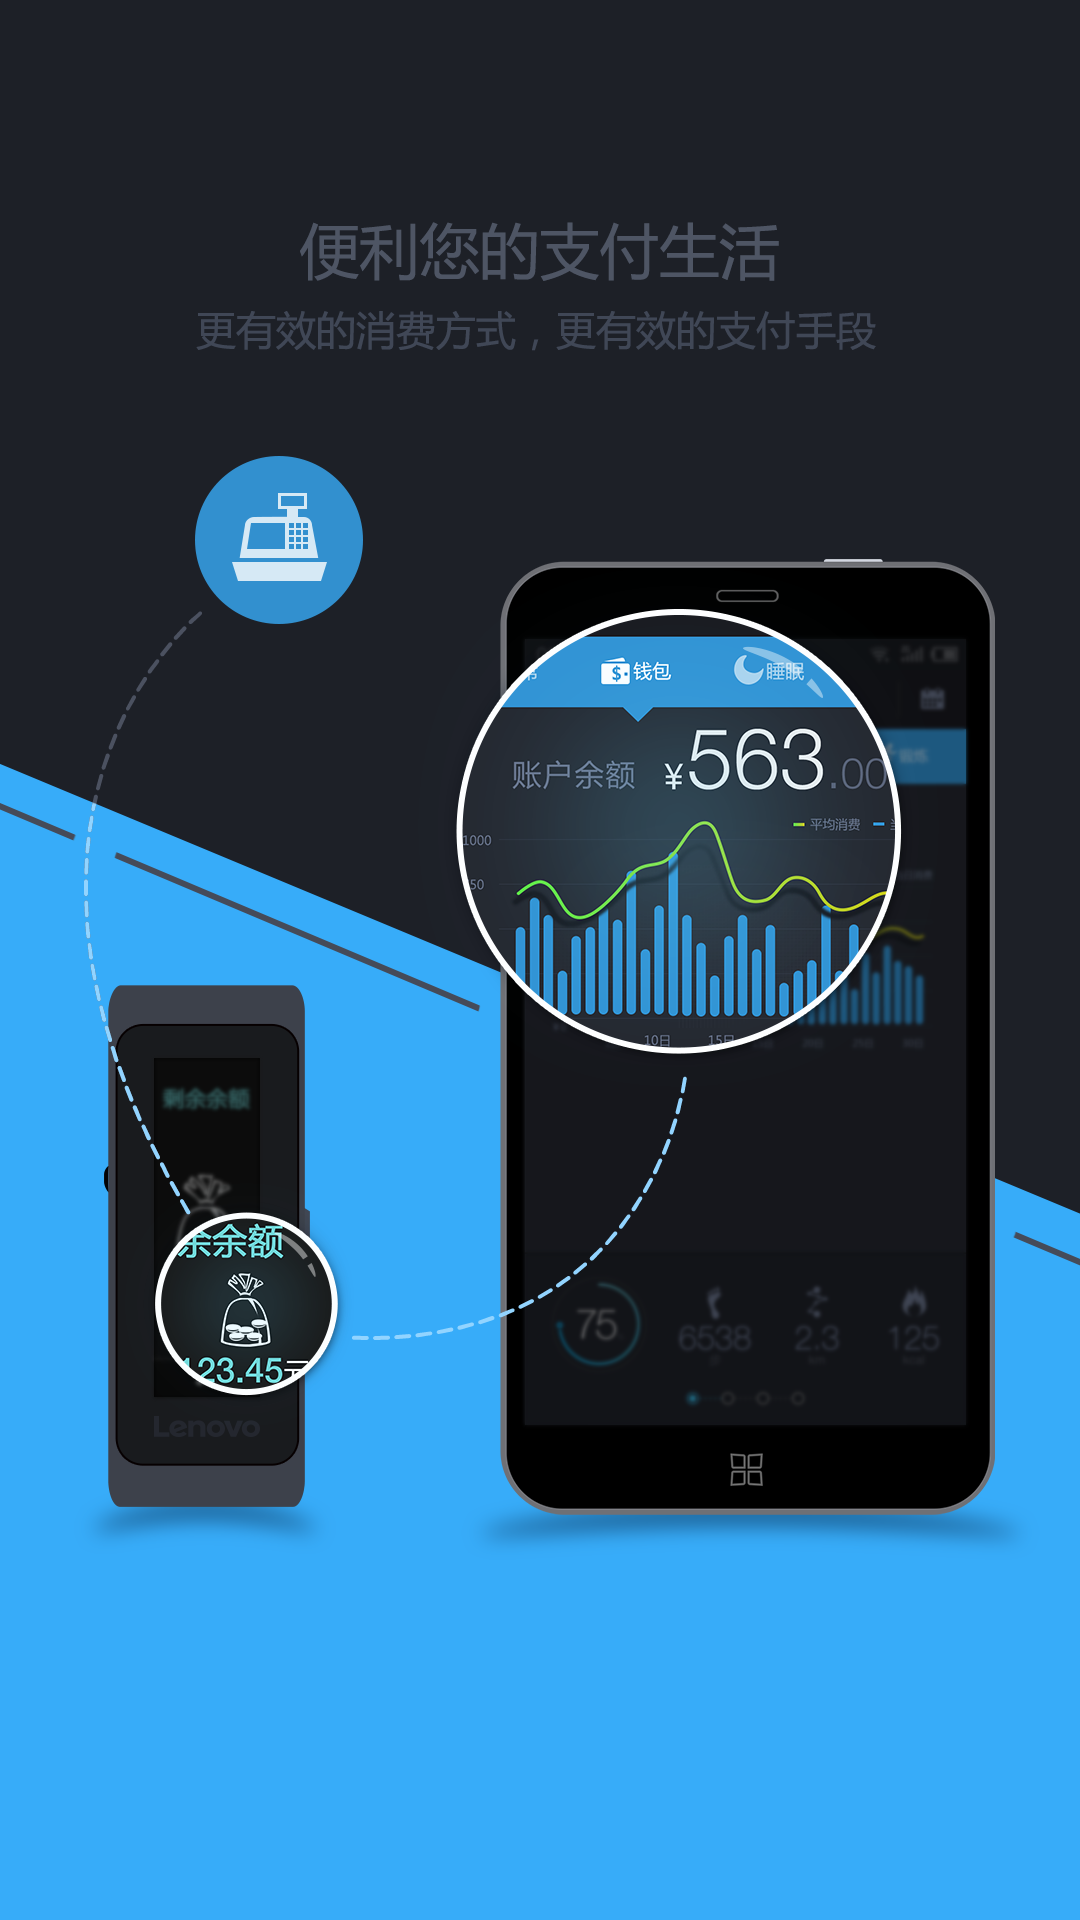 便利您的支付生活
更有效的消费方式，更有效的支付手段
钱包
睡眠
账户余额 ¥563.00
平均消费
1000
50
10日 15日
剩余余额
余余额
123.45元
Lenovo
75
6538 2.3 125